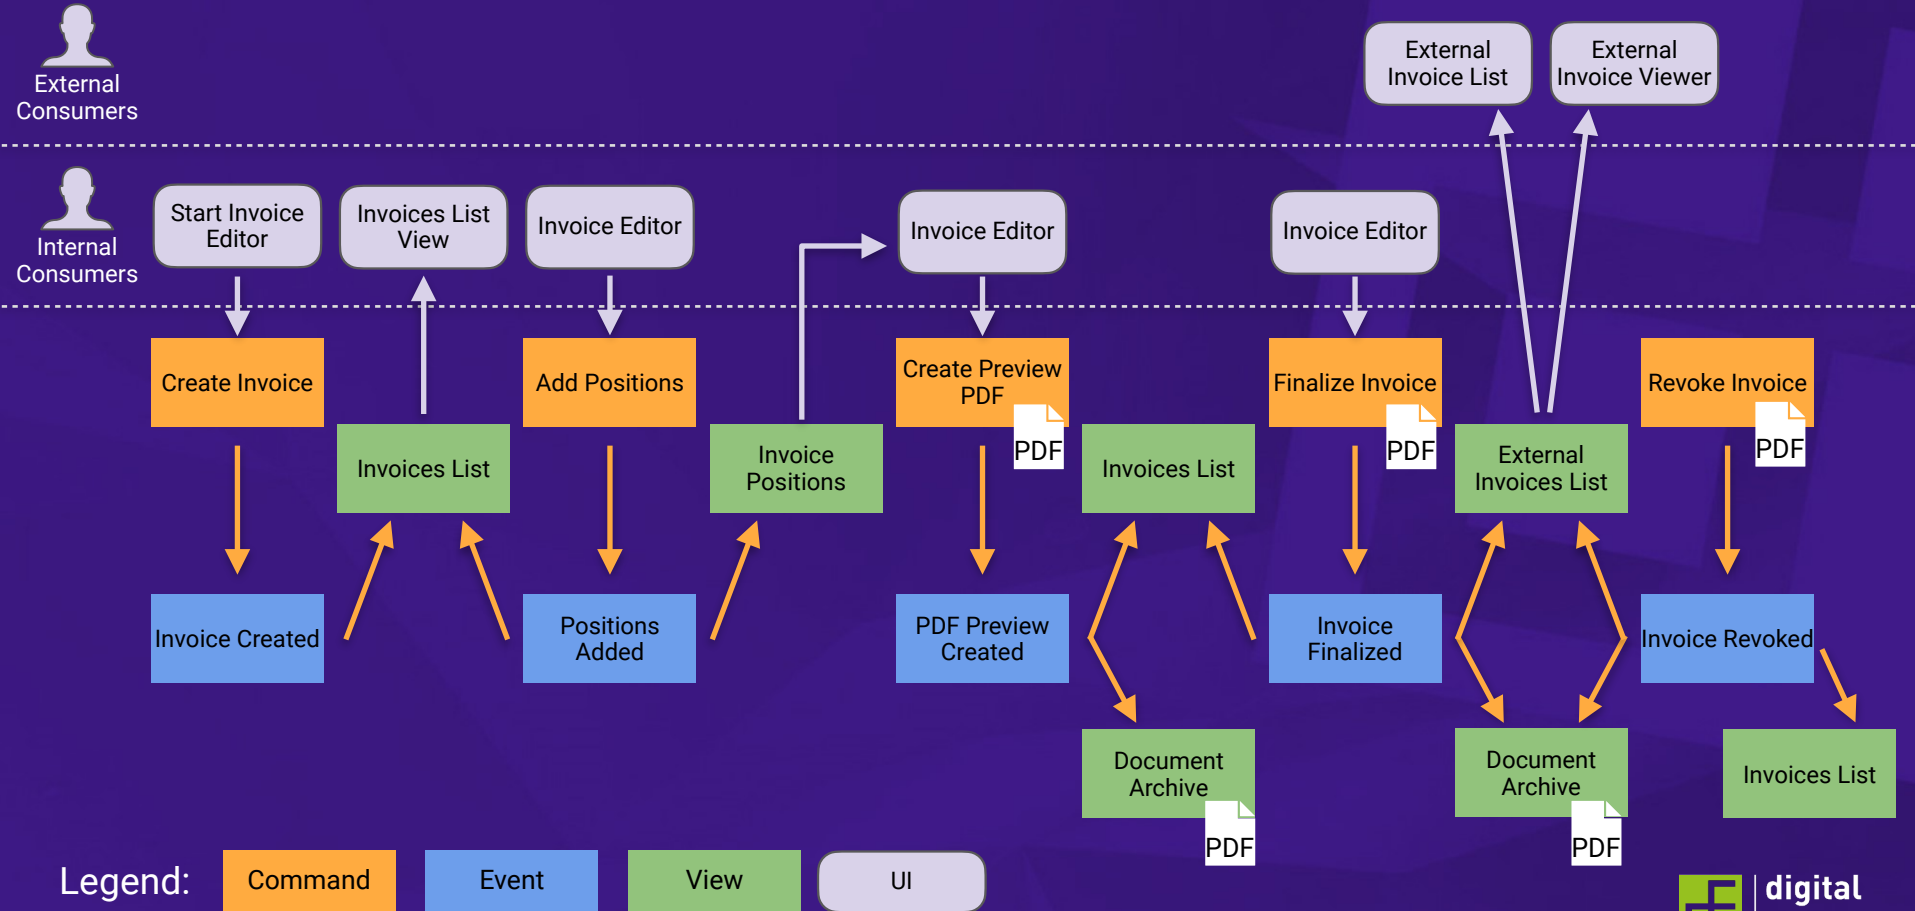 External
Consumers
External
Invoice List
External
Invoice Viewer
Internal
Consumers
Start Invoice
Editor
Invoices List
View
Invoice Editor
Invoice Editor
Invoice Editor
Create Invoice
Add Positions
Create Preview
PDF
PDF
Finalize Invoice
PDF
Revoke Invoice
PDF
Invoices List
Invoice
Positions
Invoices List
External
Invoices List
Invoice Created
Positions
Added
PDF Preview
Created
Invoice
Finalized
Invoice Revoked
Document
Archive
PDF
Document
Archive
PDF
Invoices List
Legend:
Command
Event
View
UI
digital